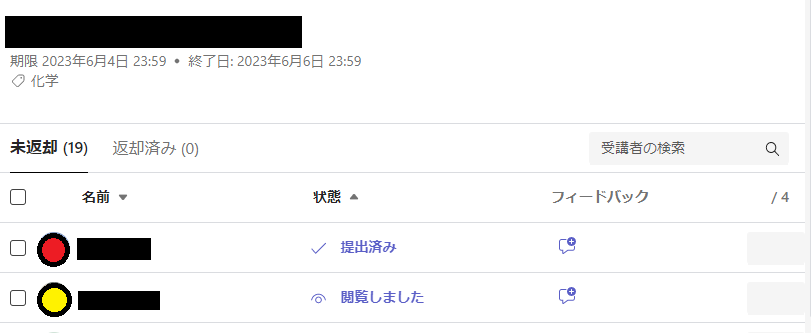 期限 2023年6月4日 23:59 • 終了日: 2023年6月6日 23:59
化学
未返却 (19) 返却済み (0) 受講者の検索
名前 状態 フィードバック / 4
提出済み
閲覧しました